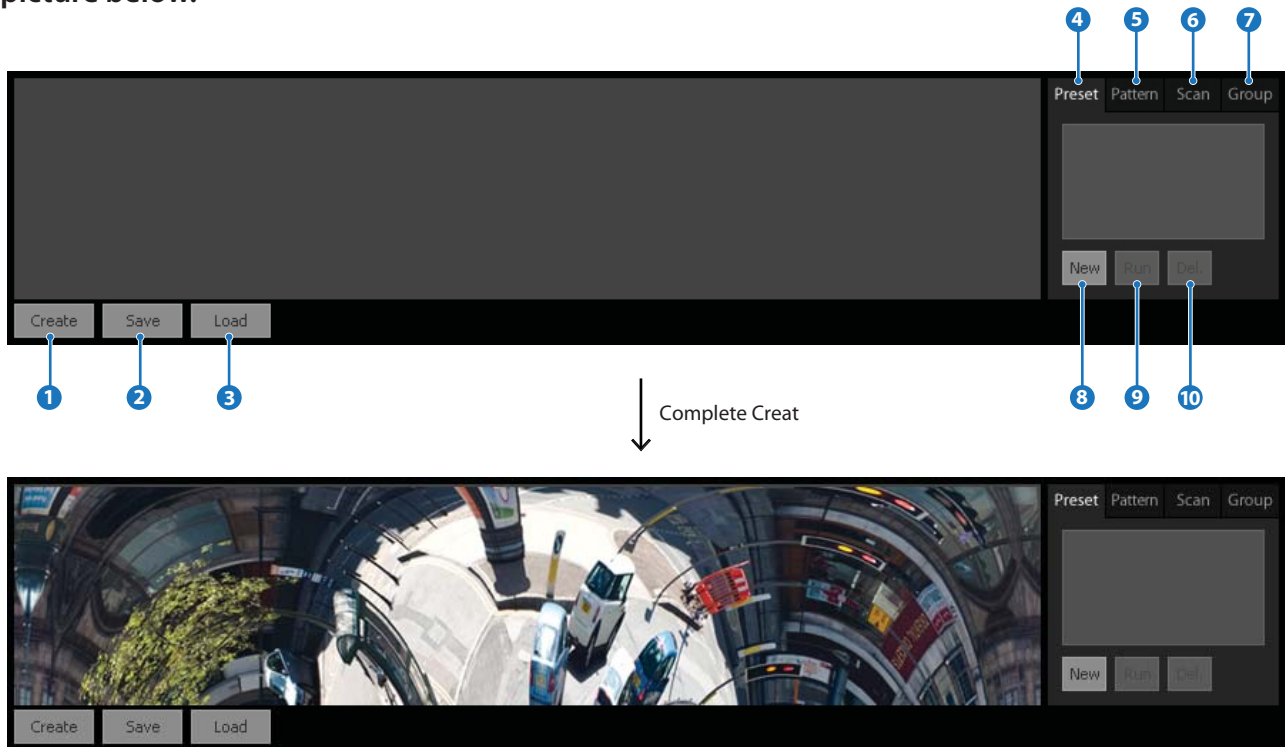 picture below.
4 5 6 7
Preset Pattern Scan Group
New Run Del.
Create Save Load
1 2 3 8 9 10
Complete Creat
Preset Pattern Scan Group
New Run Del.
Create Save Load